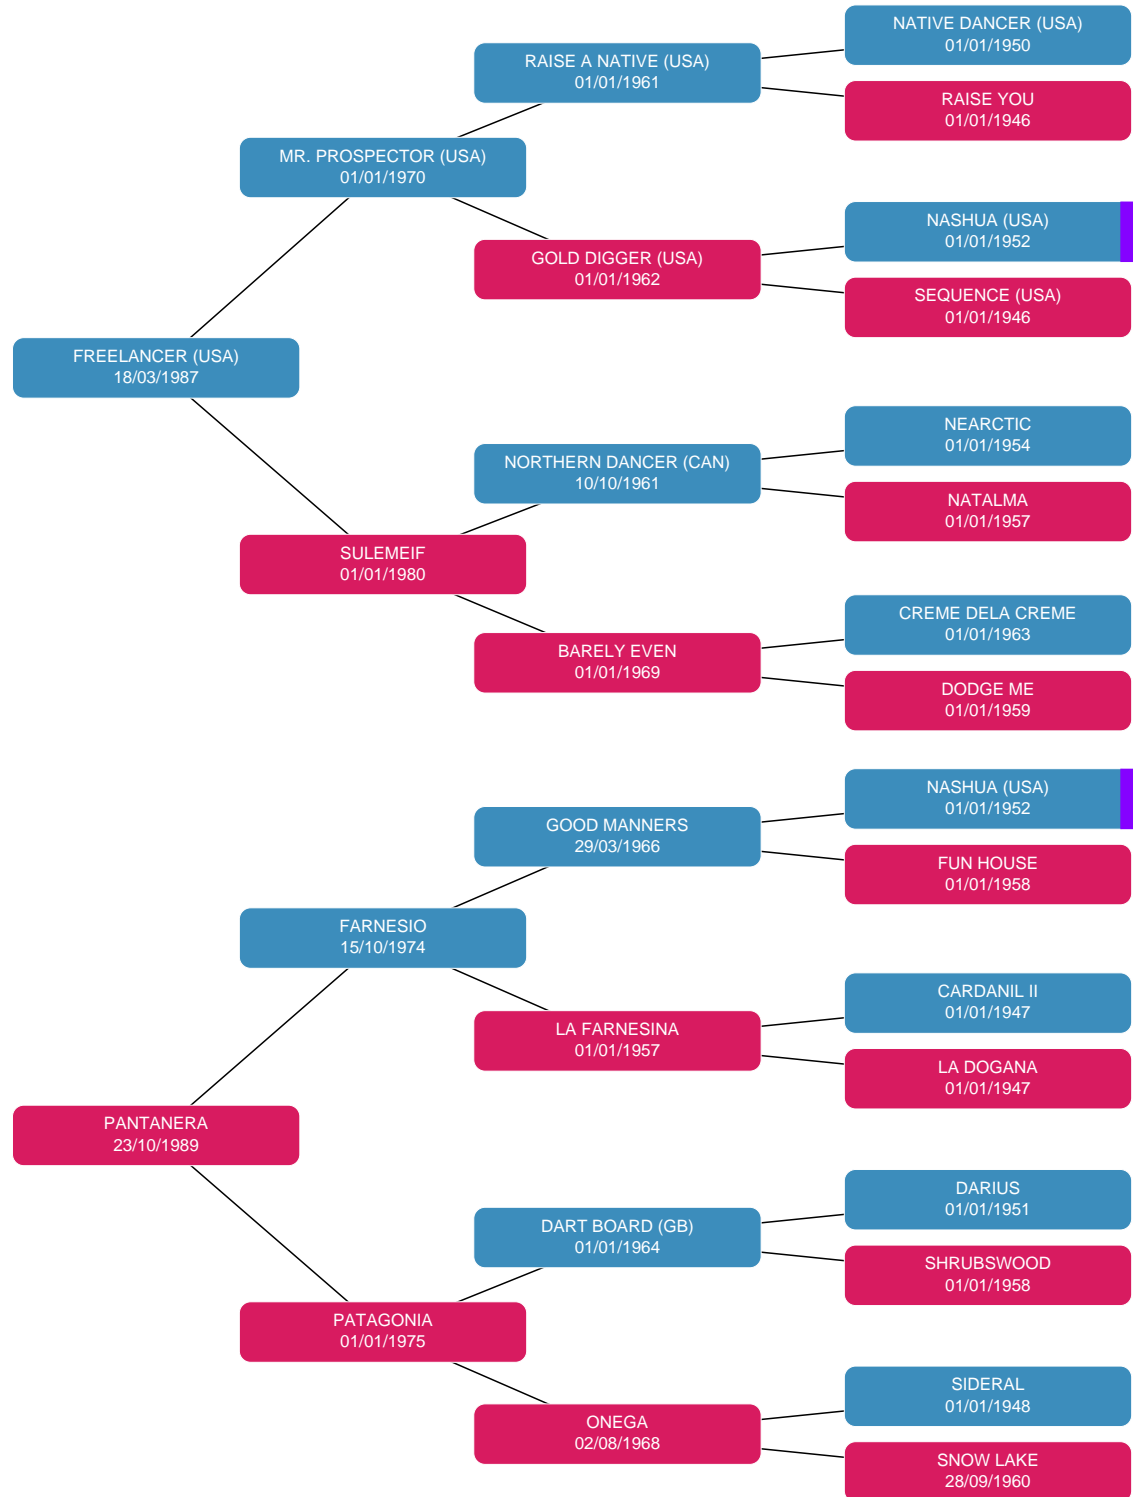 NATIVE DANCER (USA)
01/01/1950
RAISE A NATIVE (USA)
01/01/1961
RAISE YOU
01/01/1946
MR. PROSPECTOR (USA)
01/01/1970
NASHUA (USA)
01/01/1952
GOLD DIGGER (USA)
01/01/1962
SEQUENCE (USA)
01/01/1946
FREELANCER (USA)
18/03/1987
NEARCTIC
01/01/1954
NORTHERN DANCER (CAN)
10/10/1961
NATALMA
01/01/1957
SULEMEIF
01/01/1980
CREME DELA CREME
01/01/1963
BARELY EVEN
01/01/1969
DODGE ME
01/01/1959
NASHUA (USA)
01/01/1952
GOOD MANNERS
29/03/1966
FUN HOUSE
01/01/1958
FARNESIO
15/10/1974
CARDANIL II
01/01/1947
LA FARNESINA
01/01/1957
LA DOGANA
01/01/1947
PANTANERA
23/10/1989
DARIUS
01/01/1951
DART BOARD (GB)
01/01/1964
SHRUBSWOOD
01/01/1958
PATAGONIA
01/01/1975
SIDERAL
01/01/1948
ONEGA
02/08/1968
SNOW LAKE
28/09/1960